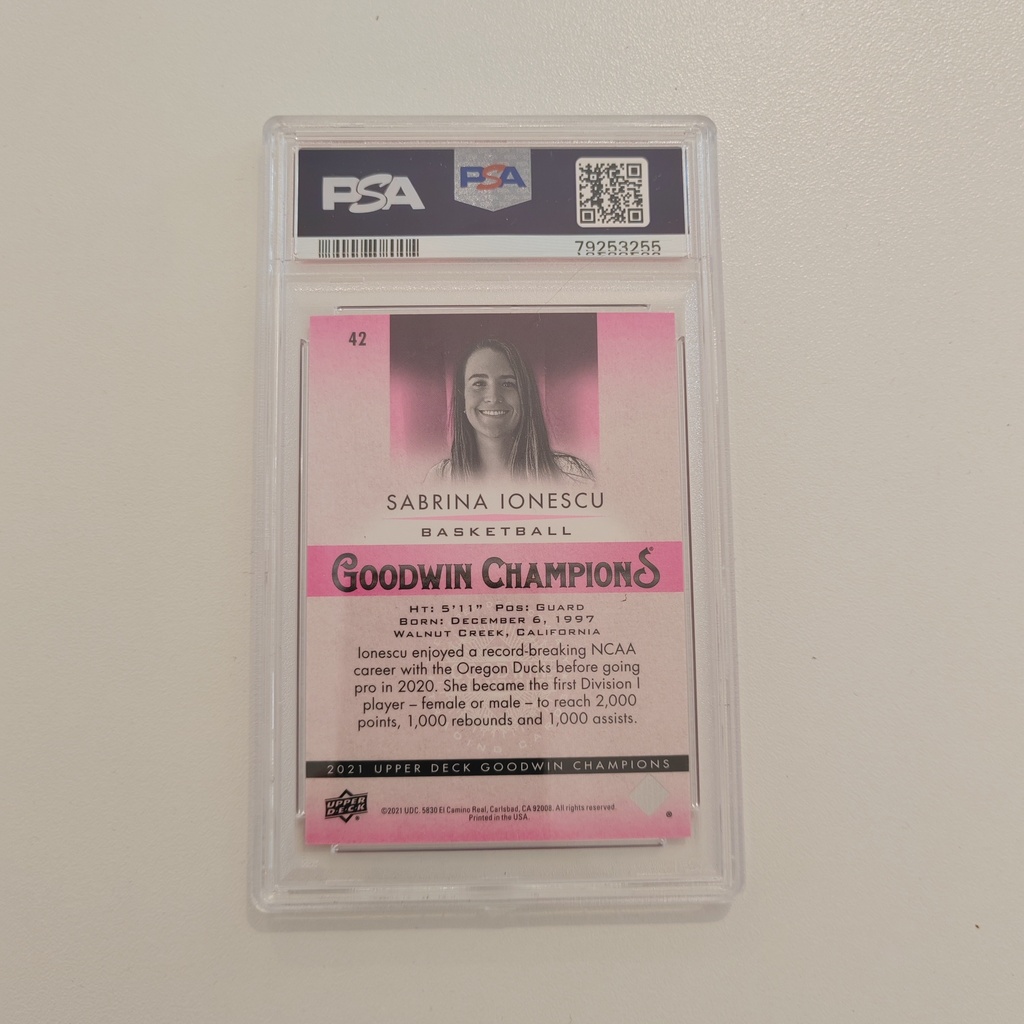 PSA
PSA
79253255
42
SABRINA IONESCU
BASKETBALL
GOODWIN CHAMPIONS
HT: 5'11" POS: GUARD
BORN: DECEMBER 6, 1997
WALNUT CREEK, CALIFORNIA
Ionescu enjoyed a record-breaking NCAA
career with the Oregon Ducks before going
pro in 2020. She became the first Division I
player – female or male – to reach 2,000
points, 1,000 rebounds and 1,000 assists.
2021 UPPER DECK GOODWIN CHAMPIONS
UPPER
DECK
©2021 UDC. 5830 El Camino Real, Carlsbad, CA 92008. All rights reserved.
Printed in the USA.
®